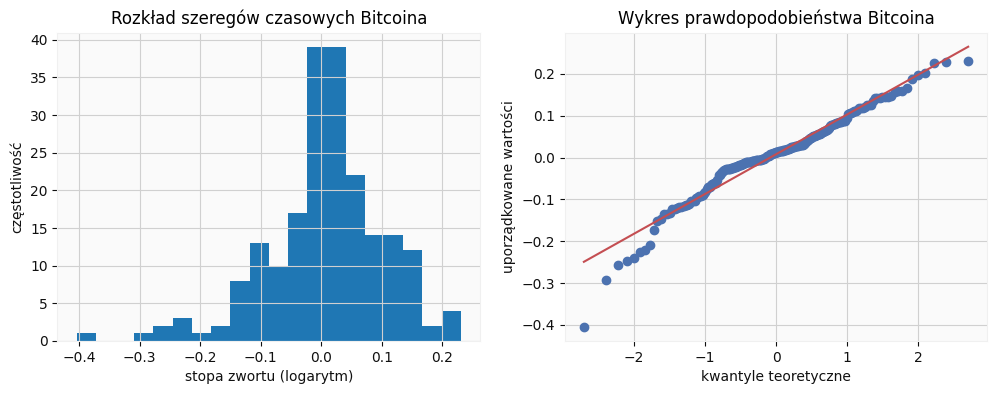 Rozkład szeregów czasowych Bitcoina
częstotliwość
40
35
30
25
20
15
10
5
0
−0.4 −0.3 −0.2 −0.1 0.0 0.1 0.2
stopa zwortu (logarytm)
Wykres prawdopodobieństwa Bitcoina
uporządkowane wartości
0.2
0.1
0.0
−0.1
−0.2
−0.3
−0.4
−2 −1 0 1 2
kwantyle teoretyczne